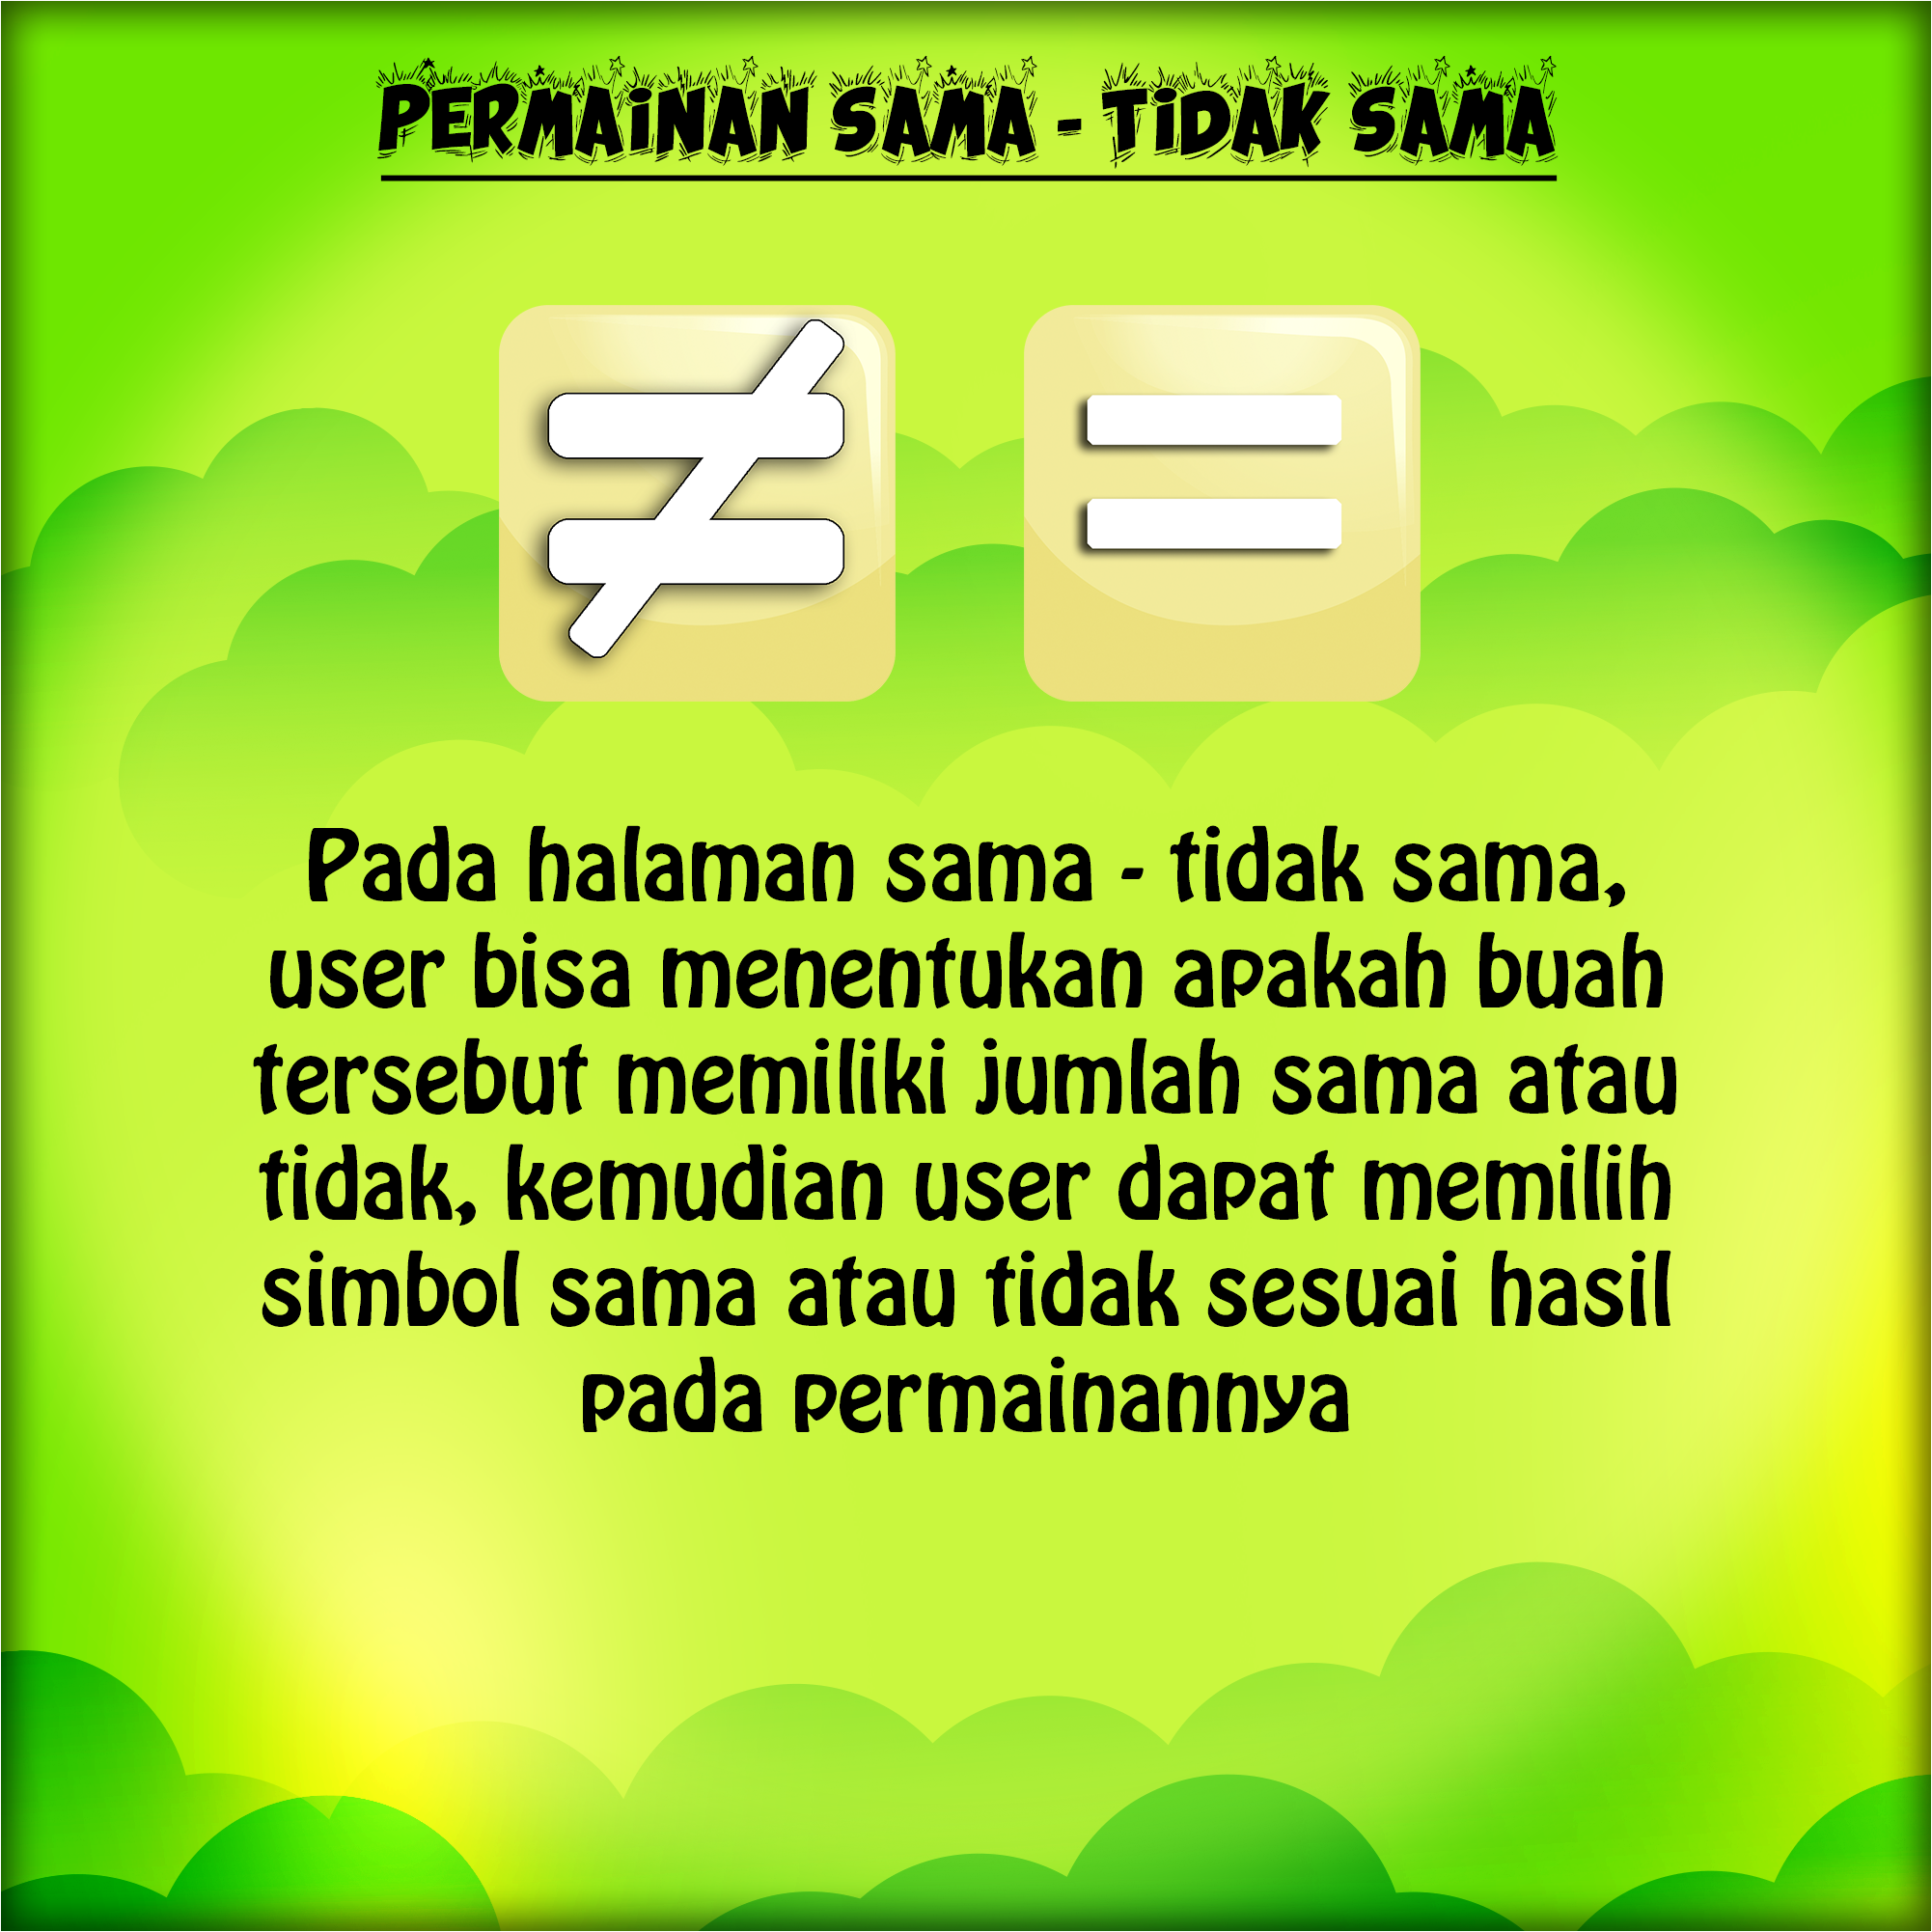 PERMAiNAN SAMA - TiDAK SAMA
≠ =
Pada halaman sama - tidak sama,
user bisa menentukan apakah buah
tersebut memiliki jumlah sama atau
tidak, kemudian user dapat memilih
simbol sama atau tidak sesuai hasil
pada permainannya